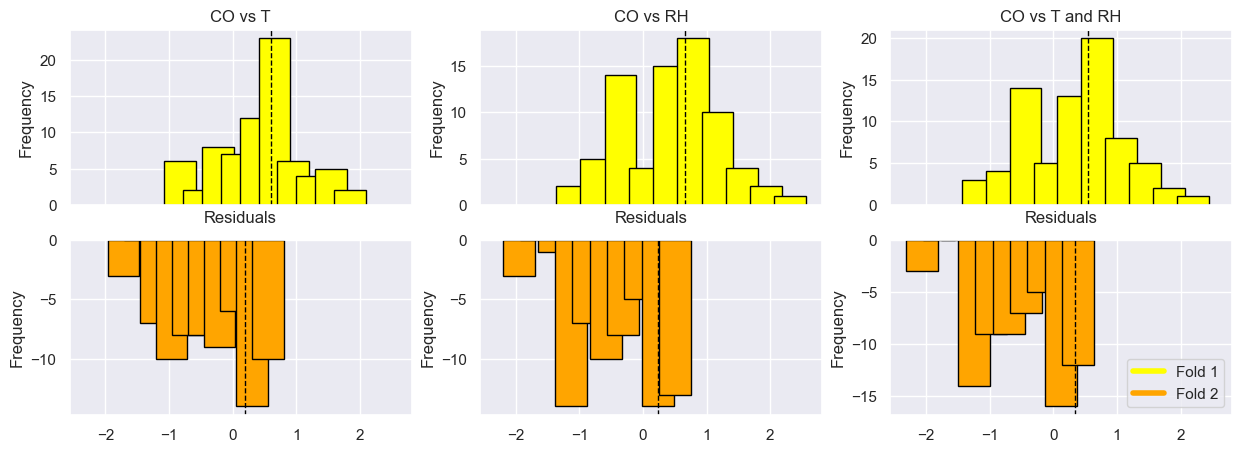 CO vs T
CO vs RH
CO vs T and RH
Frequency
20
15
10
5
0
Frequency
15
10
5
0
Frequency
20
15
10
5
0
Residuals
Residuals
Residuals
Frequency
0
−5
−10
Frequency
0
−5
−10
Frequency
0
−5
−10
−15
Fold 1
Fold 2
−2 −1 0 1 2
−2 −1 0 1 2
−2 −1 0 1 2